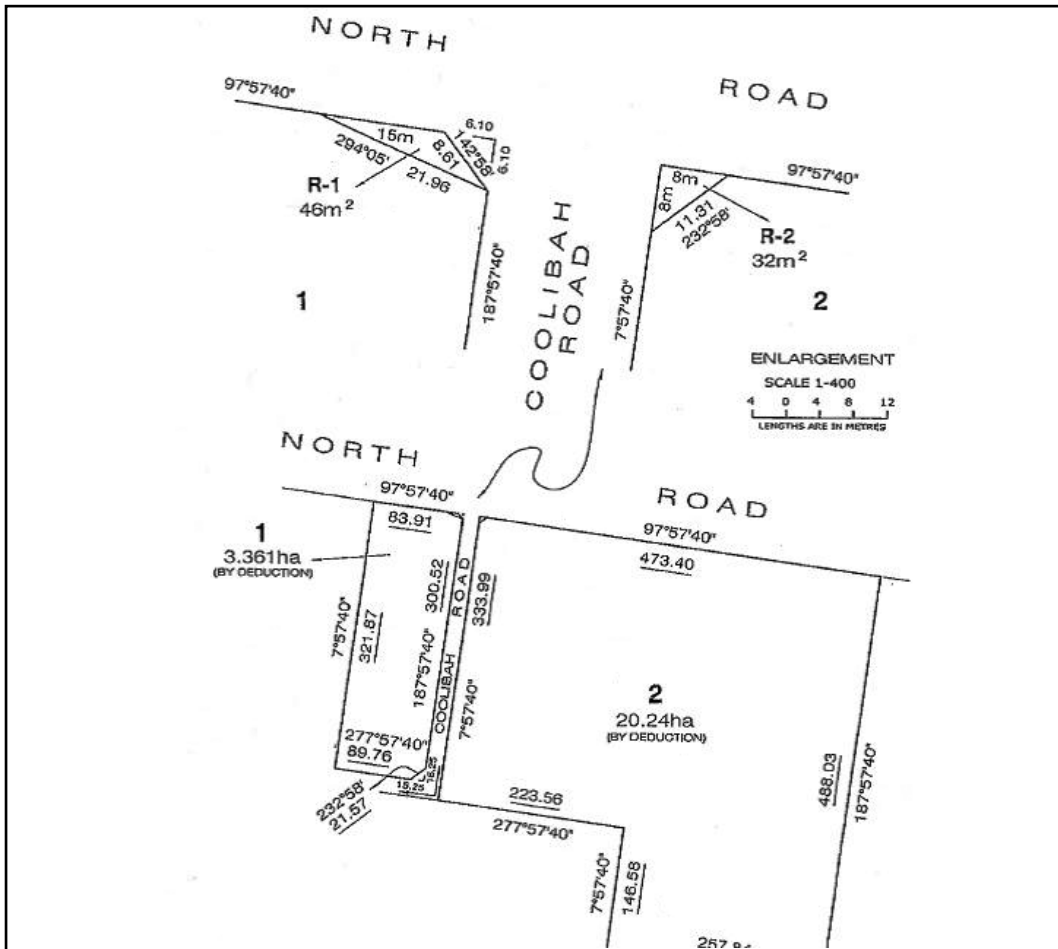 NORTH
ROAD
97°57'40"
97°57'40"
6.10
6.10
142°58'
15m
8.61
294°05'
21.96
R-1
46m²
8m
8m
11.31
232°58'
R-2
32m²
187°57'40"
COOLIBAH
ROAD
7°57'40"
1
2
ENLARGEMENT
SCALE 1-400
4 0 4 8 12
LENGTHS ARE IN METRES
NORTH
ROAD
97°57'40"
83.91
97°57'40"
473.40
1
3.361ha
(BY DEDUCTION)
7°57'40"
321.87
300.52
187°57'40"
COOLIBAH ROAD
333.99
7°57'40"
2
20.24ha
(BY DEDUCTION)
488.03
187°57'40"
277°57'40"
89.76
15.25
15.25
232°58'
21.57
223.56
277°57'40"
7°57'40"
146.58